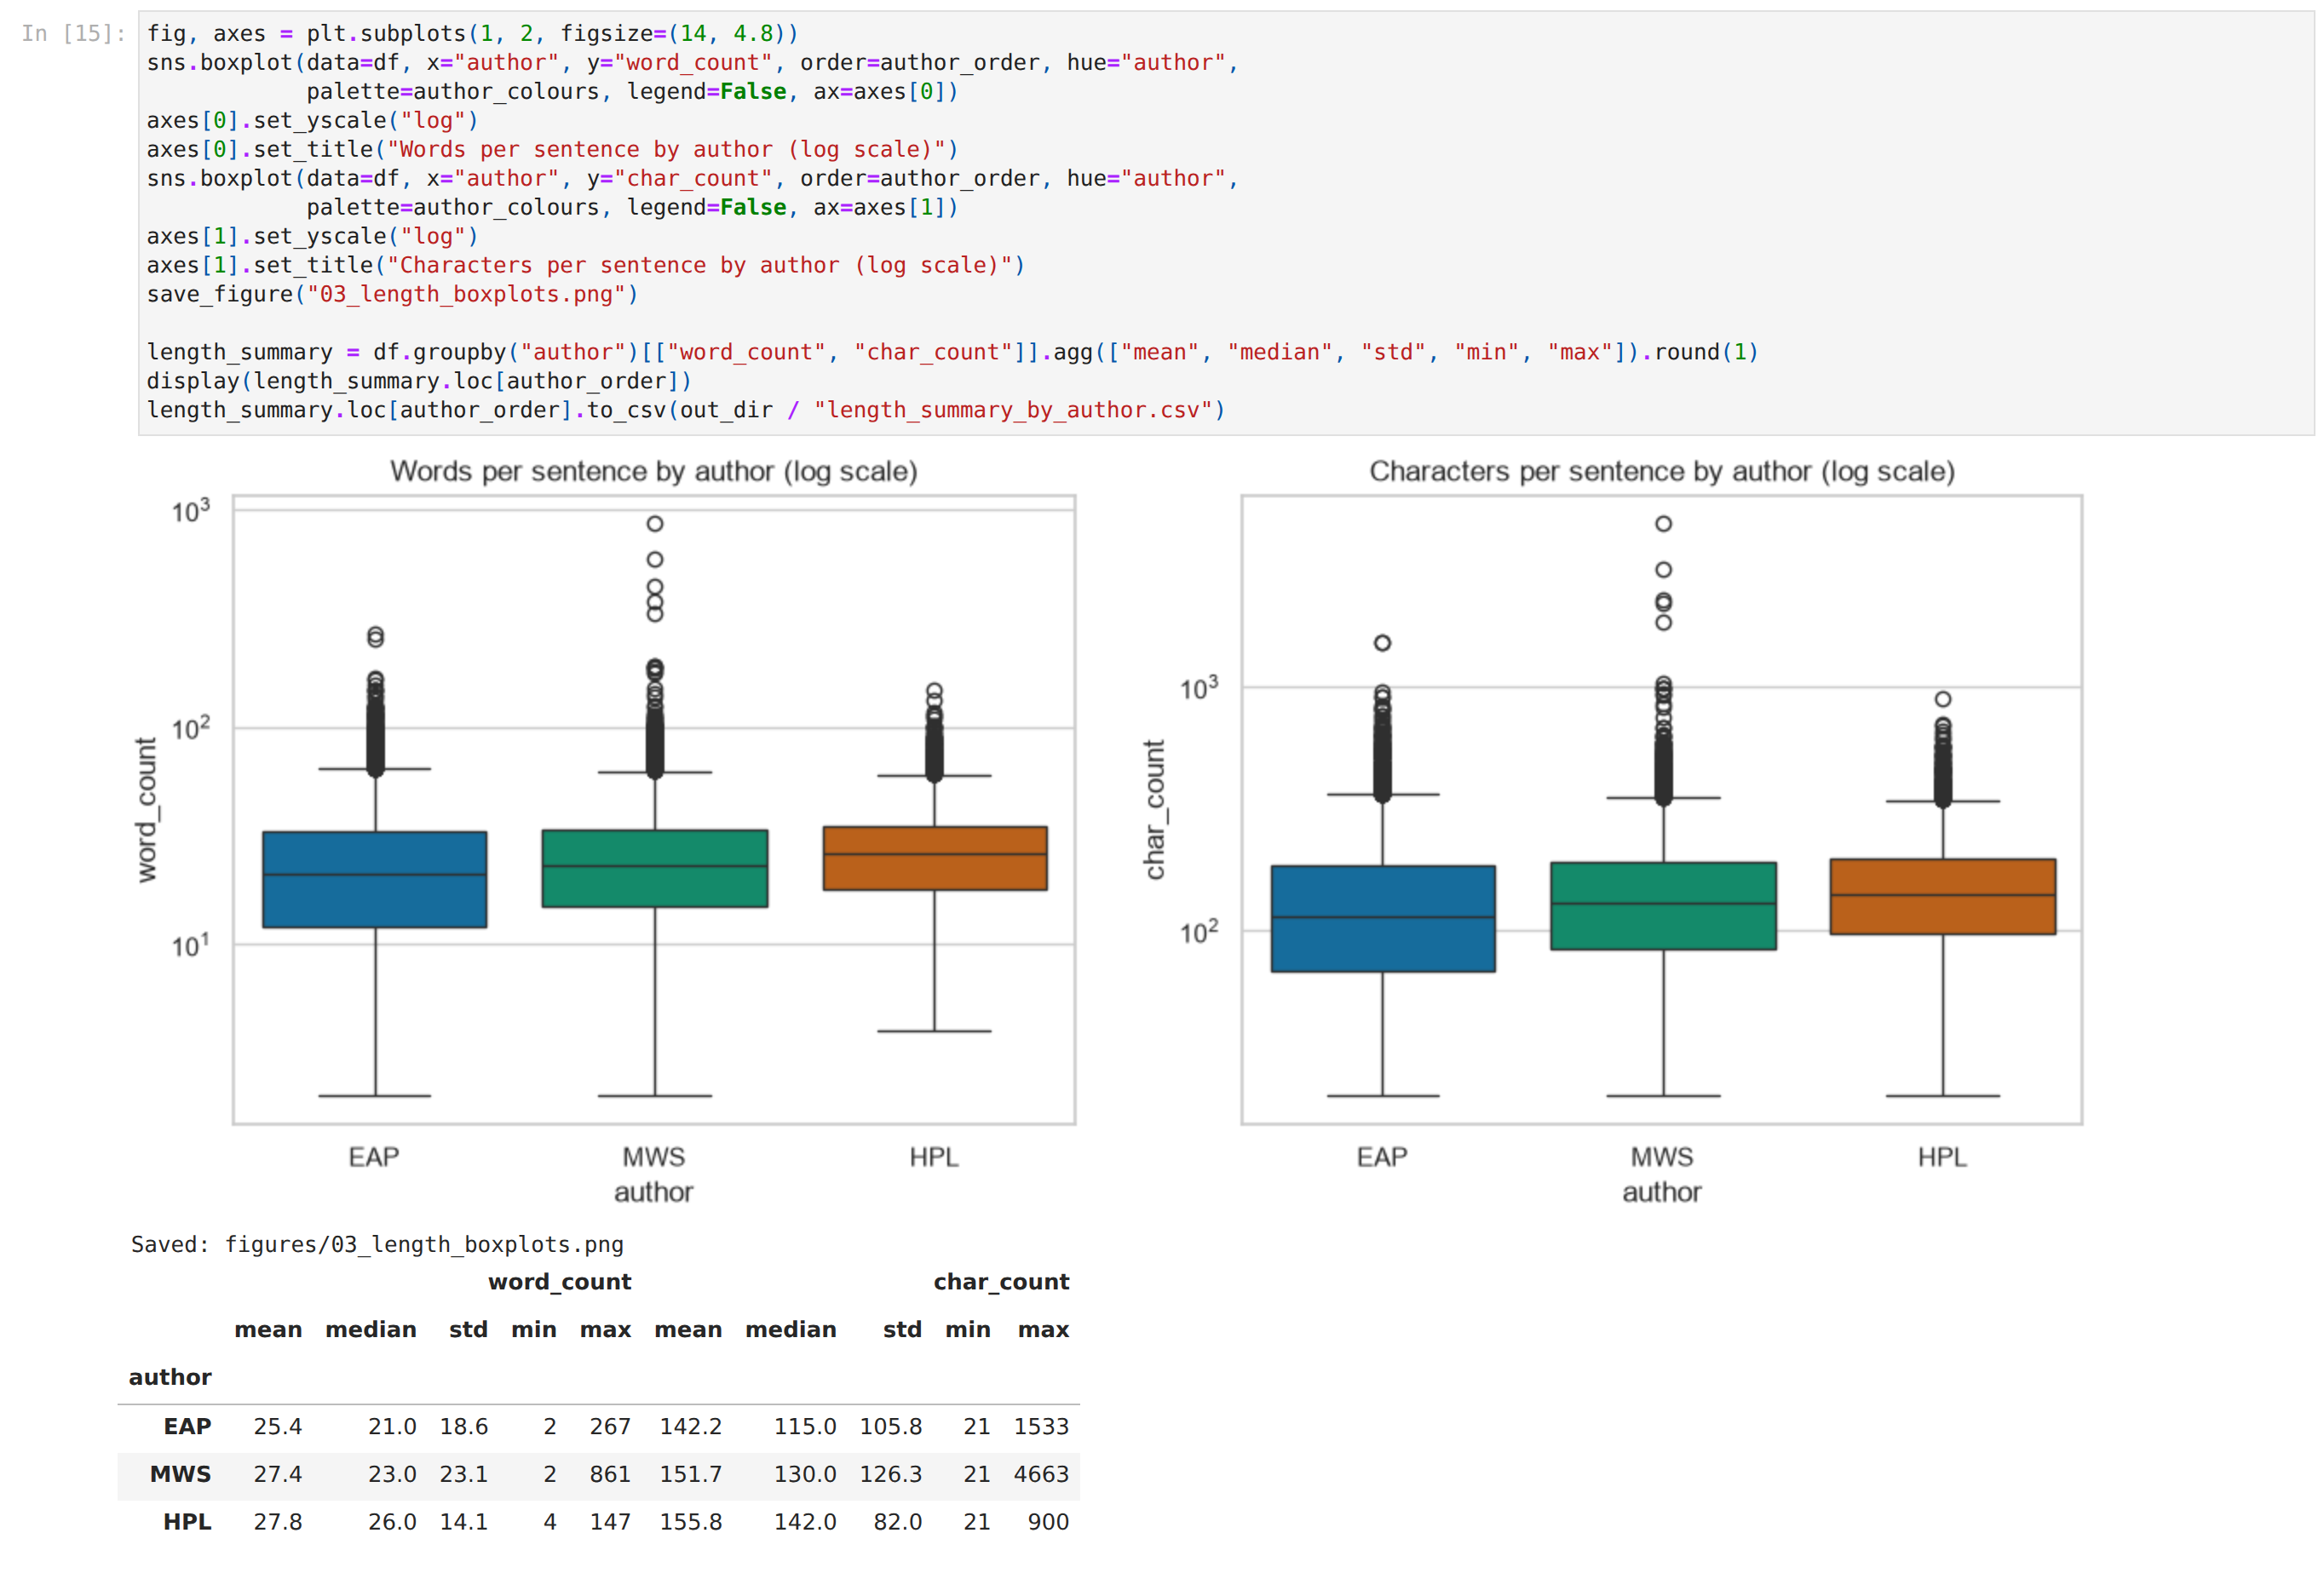 In [15]:
fig, axes = plt.subplots(1, 2, figsize=(14, 4.8))
sns.boxplot(data=df, x="author", y="word_count", order=author_order, hue="author",
            palette=author_colours, legend=False, ax=axes[0])
axes[0].set_yscale("log")
axes[0].set_title("Words per sentence by author (log scale)")
sns.boxplot(data=df, x="author", y="char_count", order=author_order, hue="author",
            palette=author_colours, legend=False, ax=axes[1])
axes[1].set_yscale("log")
axes[1].set_title("Characters per sentence by author (log scale)")
save_figure("03_length_boxplots.png")

length_summary = df.groupby("author")[["word_count", "char_count"]].agg(["mean", "median", "std", "min", "max"]).round(1)
display(length_summary.loc[author_order])
length_summary.loc[author_order].to_csv(out_dir / "length_summary_by_author.csv")
Words per sentence by author (log scale)
10³
10²
10¹
word_count
EAP MWS HPL
author
Characters per sentence by author (log scale)
10³
10²
char_count
EAP MWS HPL
author
Saved: figures/03_length_boxplots.png
word_count char_count
mean median std min max mean median std min max
author
EAP 25.4 21.0 18.6 2 267 142.2 115.0 105.8 21 1533
MWS 27.4 23.0 23.1 2 861 151.7 130.0 126.3 21 4663
HPL 27.8 26.0 14.1 4 147 155.8 142.0 82.0 21 900